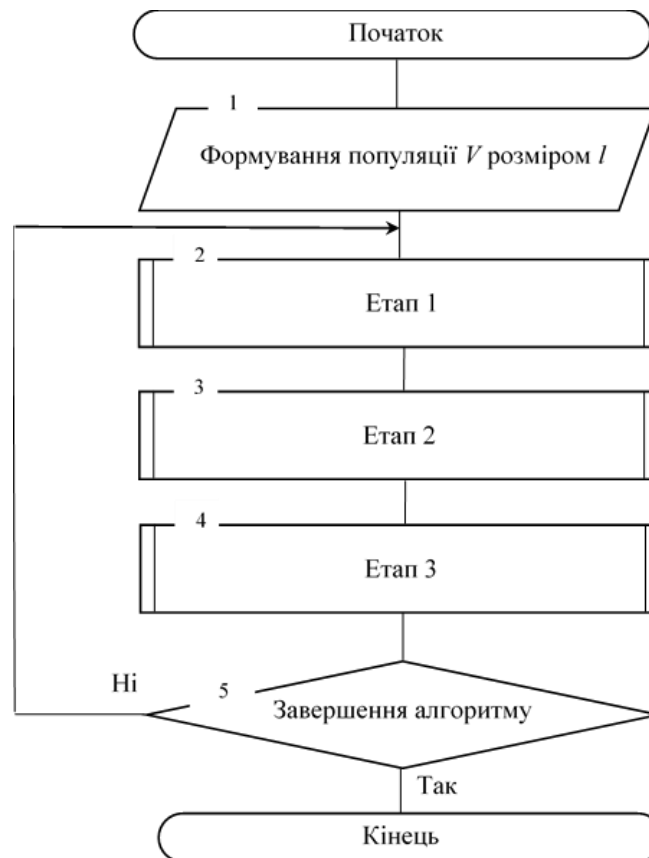 Початок
1
Формування популяції V розміром l
2
Етап 1
3
Етап 2
4
Етап 3
Ні
5
Завершення алгоритму
Так
Кінець